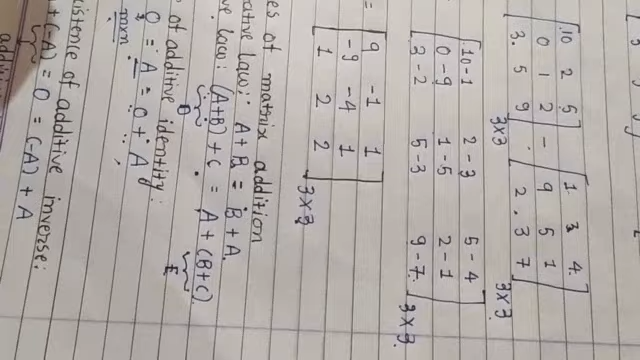 [10 2 5] [1 3 4]
[0 1 2] - [9 5 1]
[3. 5 9] [2. 3 7]
3x3 3x3
[10-1 2-3 5-4]
[0-9 1-5 2-1]
[3-2 5-3 9-7]
3x3
= [9 -1 1]
[-9 -4 1]
[1 2 2]
3x3
es of matrix addition
ative law: A+B = B+A.
ve law: (A+B)+C = A+(B+C)
of additive identity:
O = A = O + A
mxn
istence of additive inverse:
+(-A) = O = (-A) + A